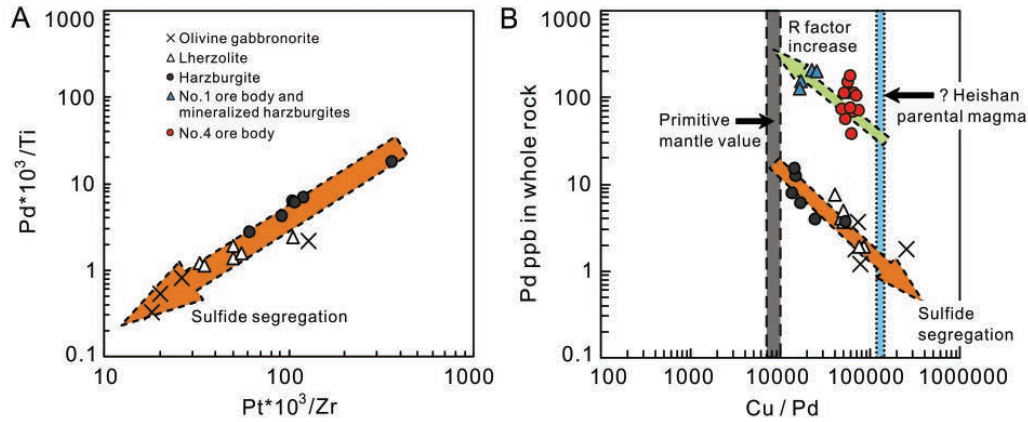 A
Pd*10³/Ti
100
10
1
0.1
Olivine gabbronorite
Lherzolite
Harzburgite
No.1 ore body and
mineralized harzburgites
No.4 ore body
Sulfide segregation
10
100
1000
Pt*10³/Zr
B
Pd ppb in whole rock
1000
100
10
1
0.1
R factor
increase
Primitive
mantle value
? Heishan
parental magma
Sulfide
segregation
100
1000
10000
100000
1000000
Cu / Pd